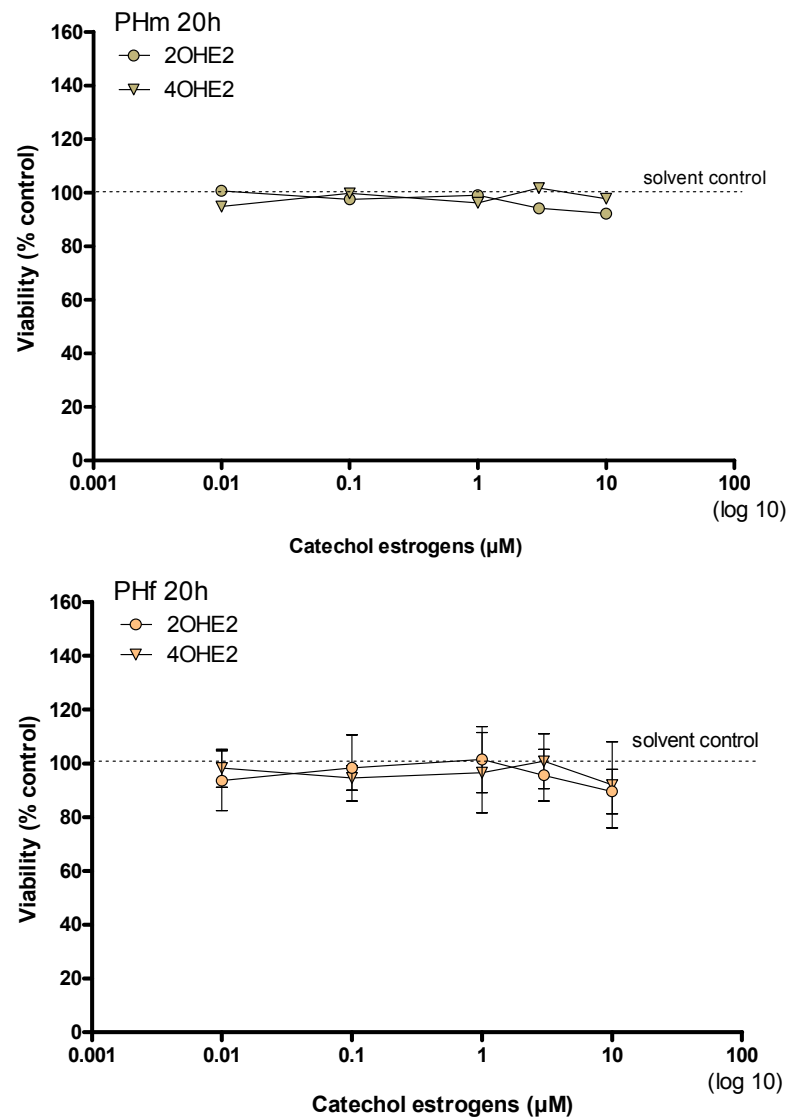 PHm 20h
2OHE2
4OHE2
160
140
120
100
80
60
40
20
0
Viability (% control)
solvent control
0.001 0.01 0.1 1 10 100
(log 10)
Catechol estrogens (µM)
PHf 20h
2OHE2
4OHE2
160
140
120
100
80
60
40
20
0
Viability (% control)
solvent control
0.001 0.01 0.1 1 10 100
(log 10)
Catechol estrogens (µM)